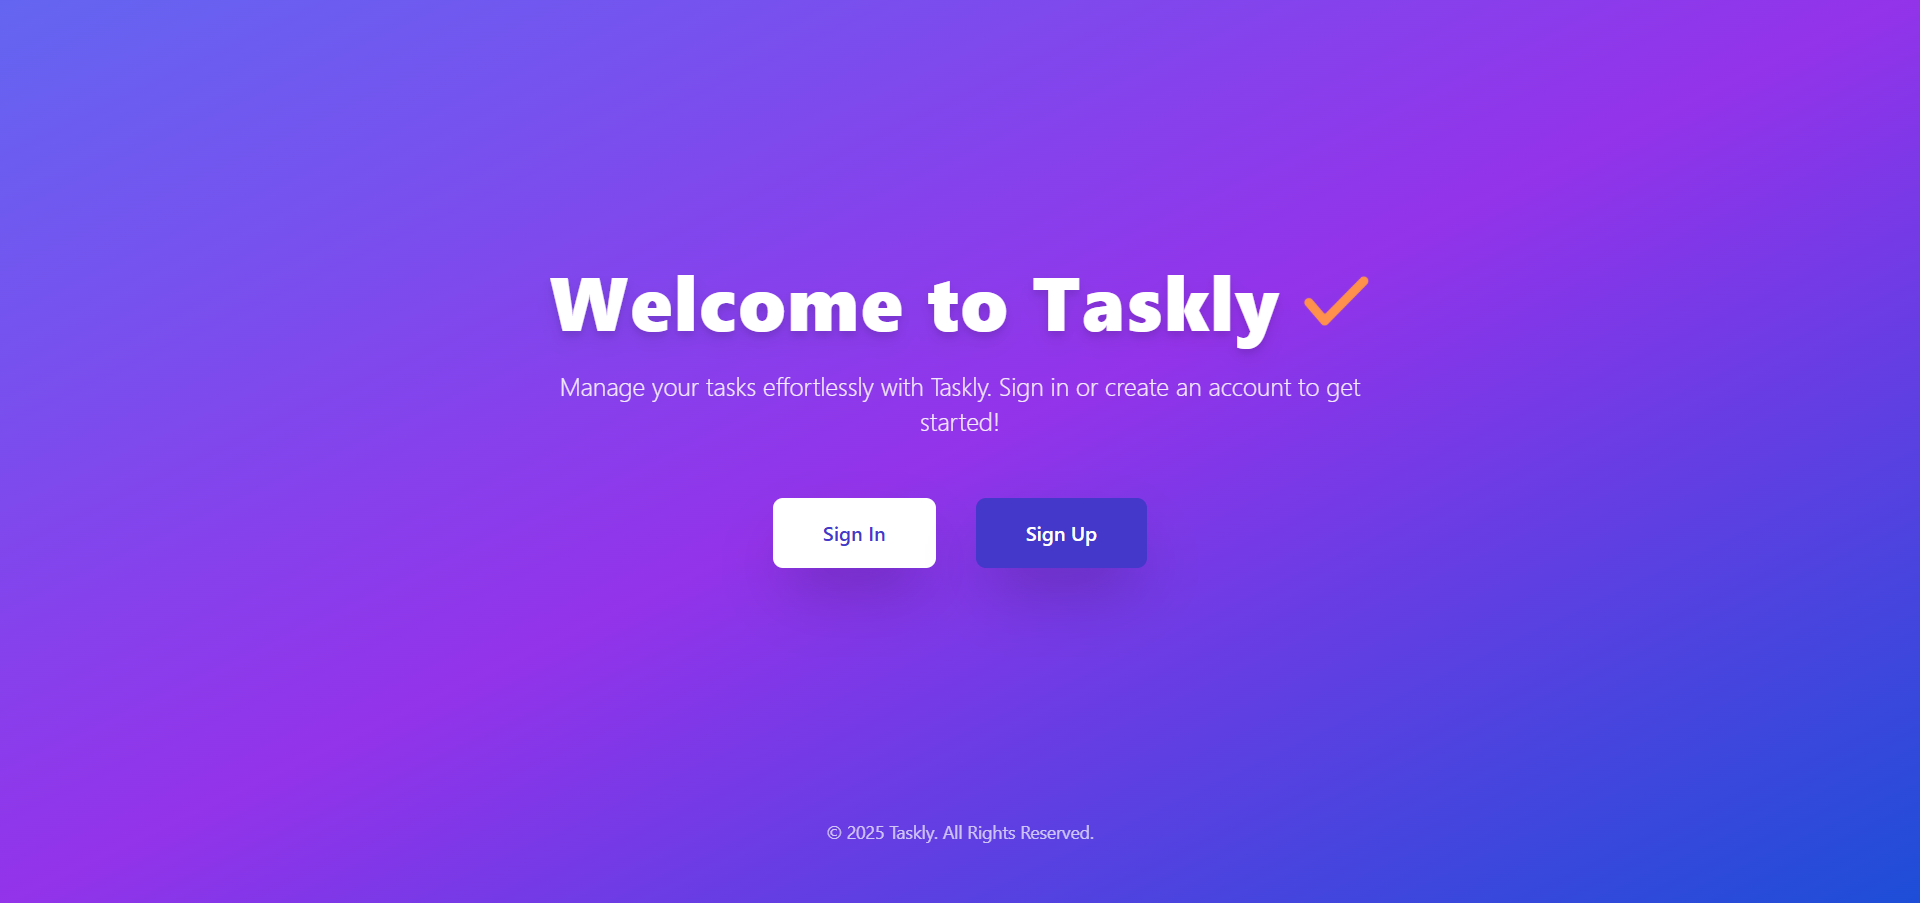 Welcome to Taskly
Manage your tasks effortlessly with Taskly. Sign in or create an account to get
started!
Sign In
Sign Up
© 2025 Taskly. All Rights Reserved.